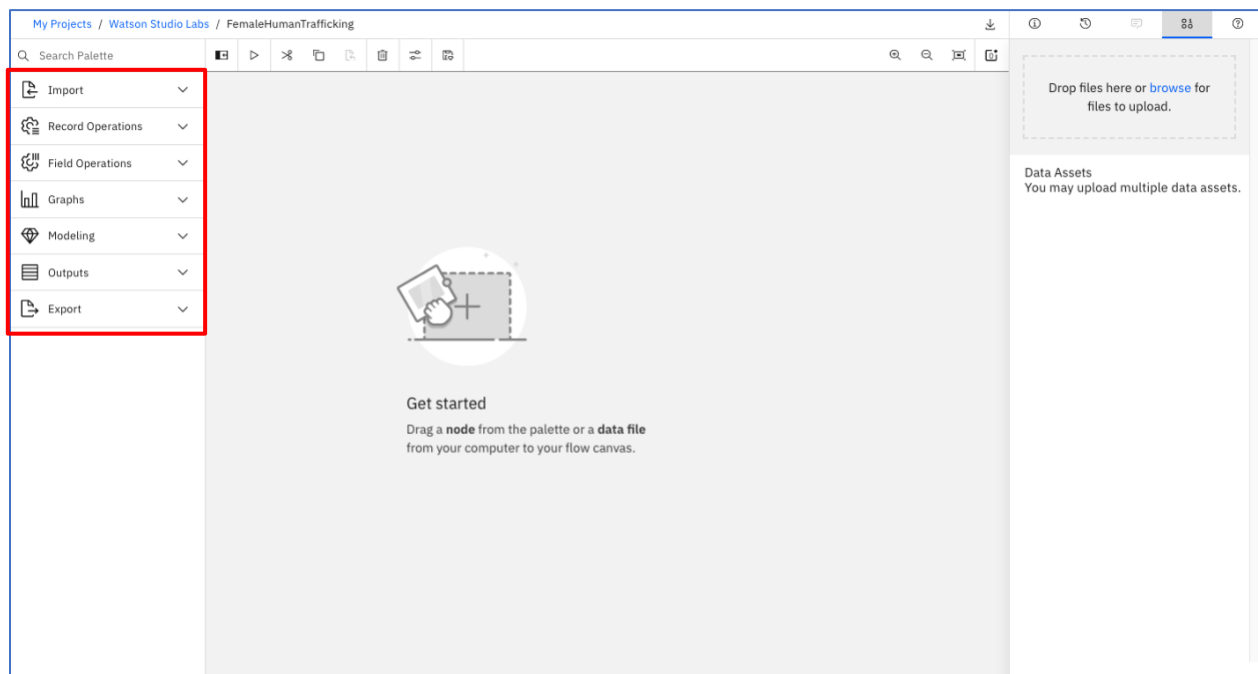 My Projects / Watson Studio Labs / FemaleHumanTrafficking
Search Palette
Import
Record Operations
Field Operations
Graphs
Modeling
Outputs
Export
Get started
Drag a node from the palette or a data file
from your computer to your flow canvas.
Drop files here or browse for
files to upload.
Data Assets
You may upload multiple data assets.